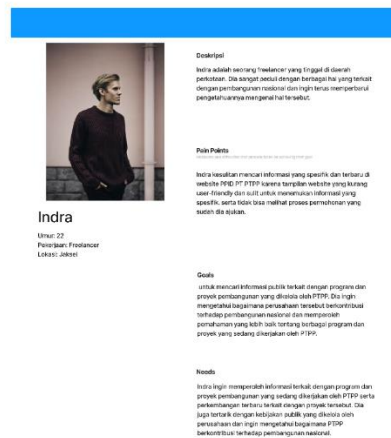 Deskripsi
Indra adalah seorang freelancer yang tinggal di daerah
perkotaan. Dia sangat peduli dengan berbagai hal yang terkait
dengan pembangunan nasional dan ingin terus memperbarui
pengetahuannya mengenai hal tersebut.
Pain Points
Indra kesulitan mencari informasi yang spesifik dan terbaru di
website PPID PT PTPP karena tampilan website yang kurang
user-friendly dan sulit untuk menemukan informasi yang
spesifik, serta tidak bisa melihat proses permohonan yang
sudah dia ajukan.
Indra
Umur: 22
Pekerjaan: Freelancer
Lokasi: Jaksel
Goals
untuk mencari informasi publik terkait dengan program dan
proyek pembangunan yang dikelola oleh PTPP. Dia ingin
mengetahui bagaimana perusahaan tersebut berkontribusi
terhadap pembangunan nasional dan memperoleh
pemahaman yang lebih baik tentang berbagai program dan
proyek yang sedang dikerjakan oleh PTPP.
Needs
Indra ingin memperoleh informasi terkait dengan program dan
proyek pembangunan yang sedang dikerjakan oleh PTPP serta
perkembangan terbaru terkait dengan proyek tersebut. Dia
juga tertarik dengan kebijakan publik yang dikelola oleh
perusahaan dan ingin mengetahui bagaimana PTPP
berkontribusi terhadap pembangunan nasional.